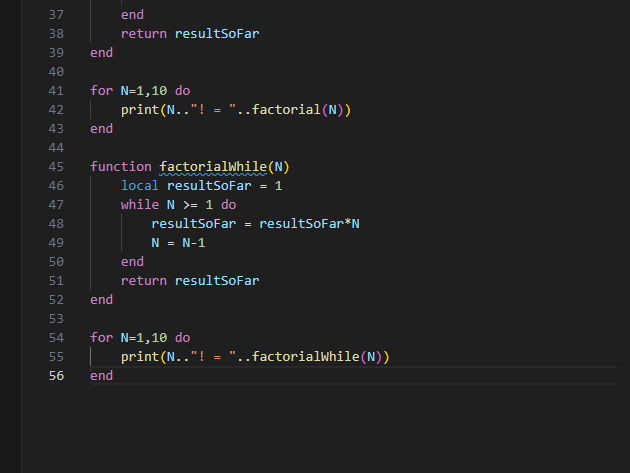 37 end
38 return resultSoFar
39 end
40
41 for N=1,10 do
42 print(N.."! = "..factorial(N))
43 end
44
45 function factorialWhile(N)
46 local resultSoFar = 1
47 while N >= 1 do
48 resultSoFar = resultSoFar*N
49 N = N-1
50 end
51 return resultSoFar
52 end
53
54 for N=1,10 do
55 print(N.."! = "..factorialWhile(N))
56 end